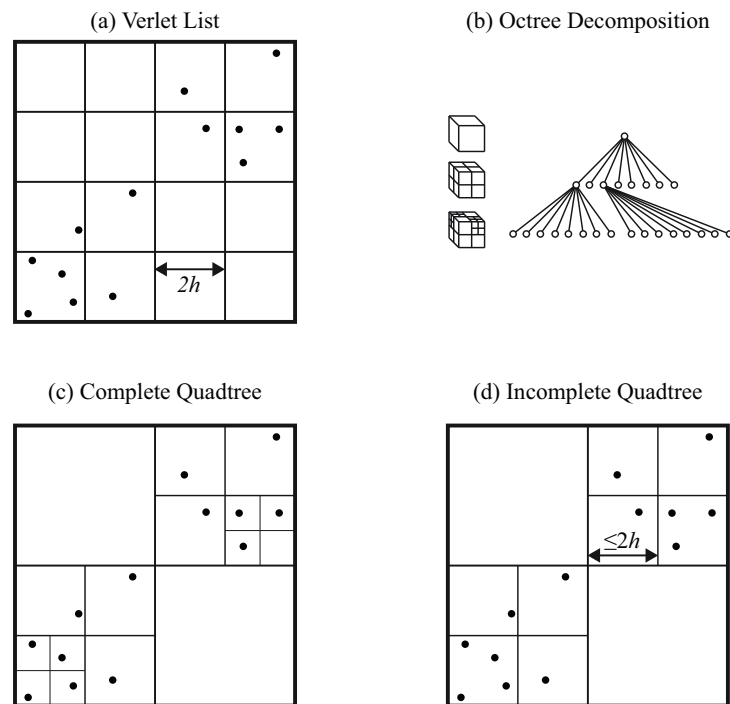 (a) Verlet List
(b) Octree Decomposition
2h
(c) Complete Quadtree
(d) Incomplete Quadtree
≤2h